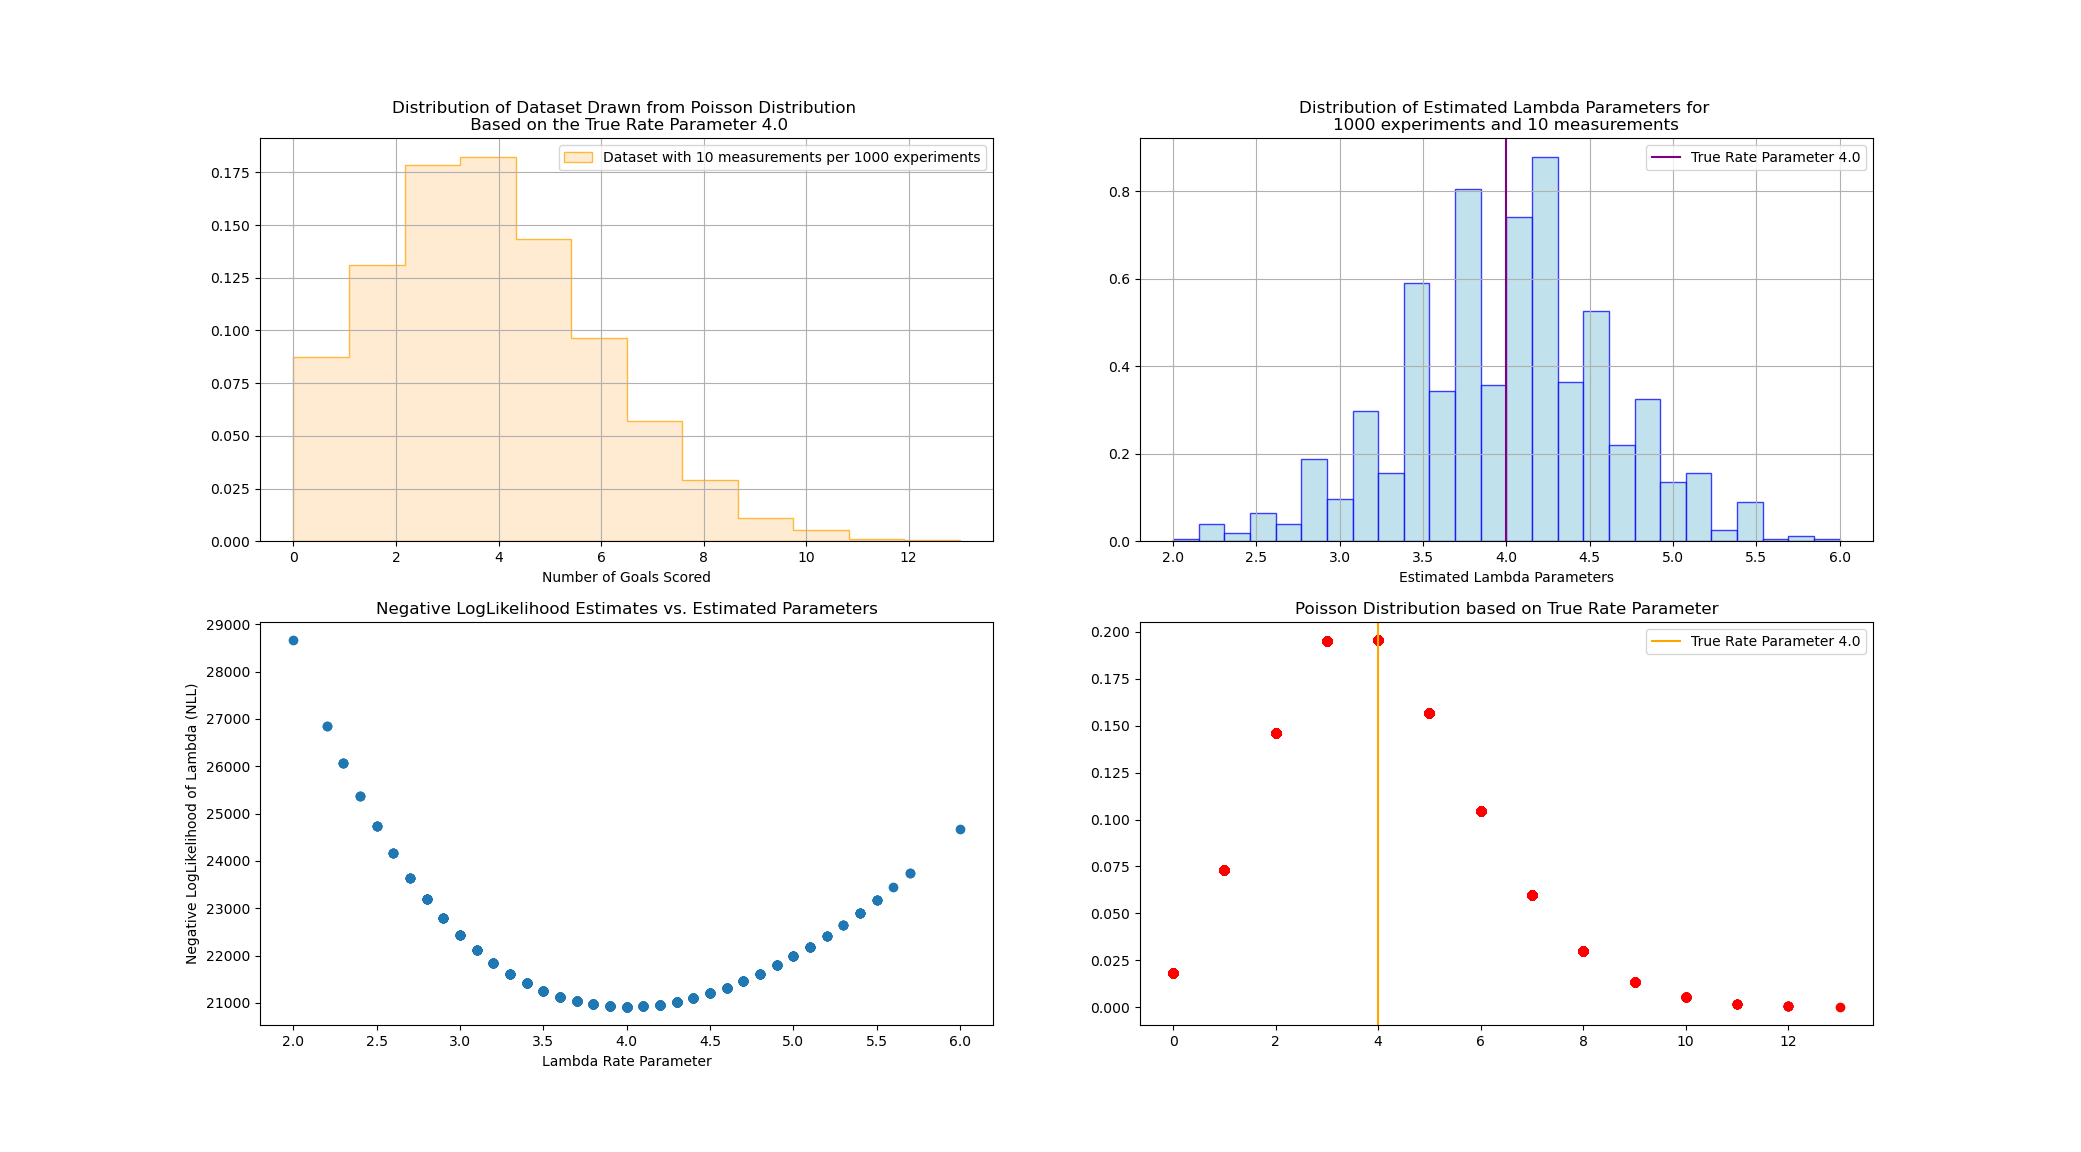 Distribution of Dataset Drawn from Poisson Distribution
Based on the True Rate Parameter 4.0
Dataset with 10 measurements per 1000 experiments
0.175
0.150
0.125
0.100
0.075
0.050
0.025
0.000
0 2 4 6 8 10 12
Number of Goals Scored
Distribution of Estimated Lambda Parameters for
1000 experiments and 10 measurements
True Rate Parameter 4.0
0.8
0.6
0.4
0.2
0.0
2.0 2.5 3.0 3.5 4.0 4.5 5.0 5.5 6.0
Estimated Lambda Parameters
Negative LogLikelihood Estimates vs. Estimated Parameters
Negative LogLikelihood of Lambda (NLL)
29000
28000
27000
26000
25000
24000
23000
22000
21000
2.0 2.5 3.0 3.5 4.0 4.5 5.0 5.5 6.0
Lambda Rate Parameter
Poisson Distribution based on True Rate Parameter
True Rate Parameter 4.0
0.200
0.175
0.150
0.125
0.100
0.075
0.050
0.025
0.000
0 2 4 6 8 10 12